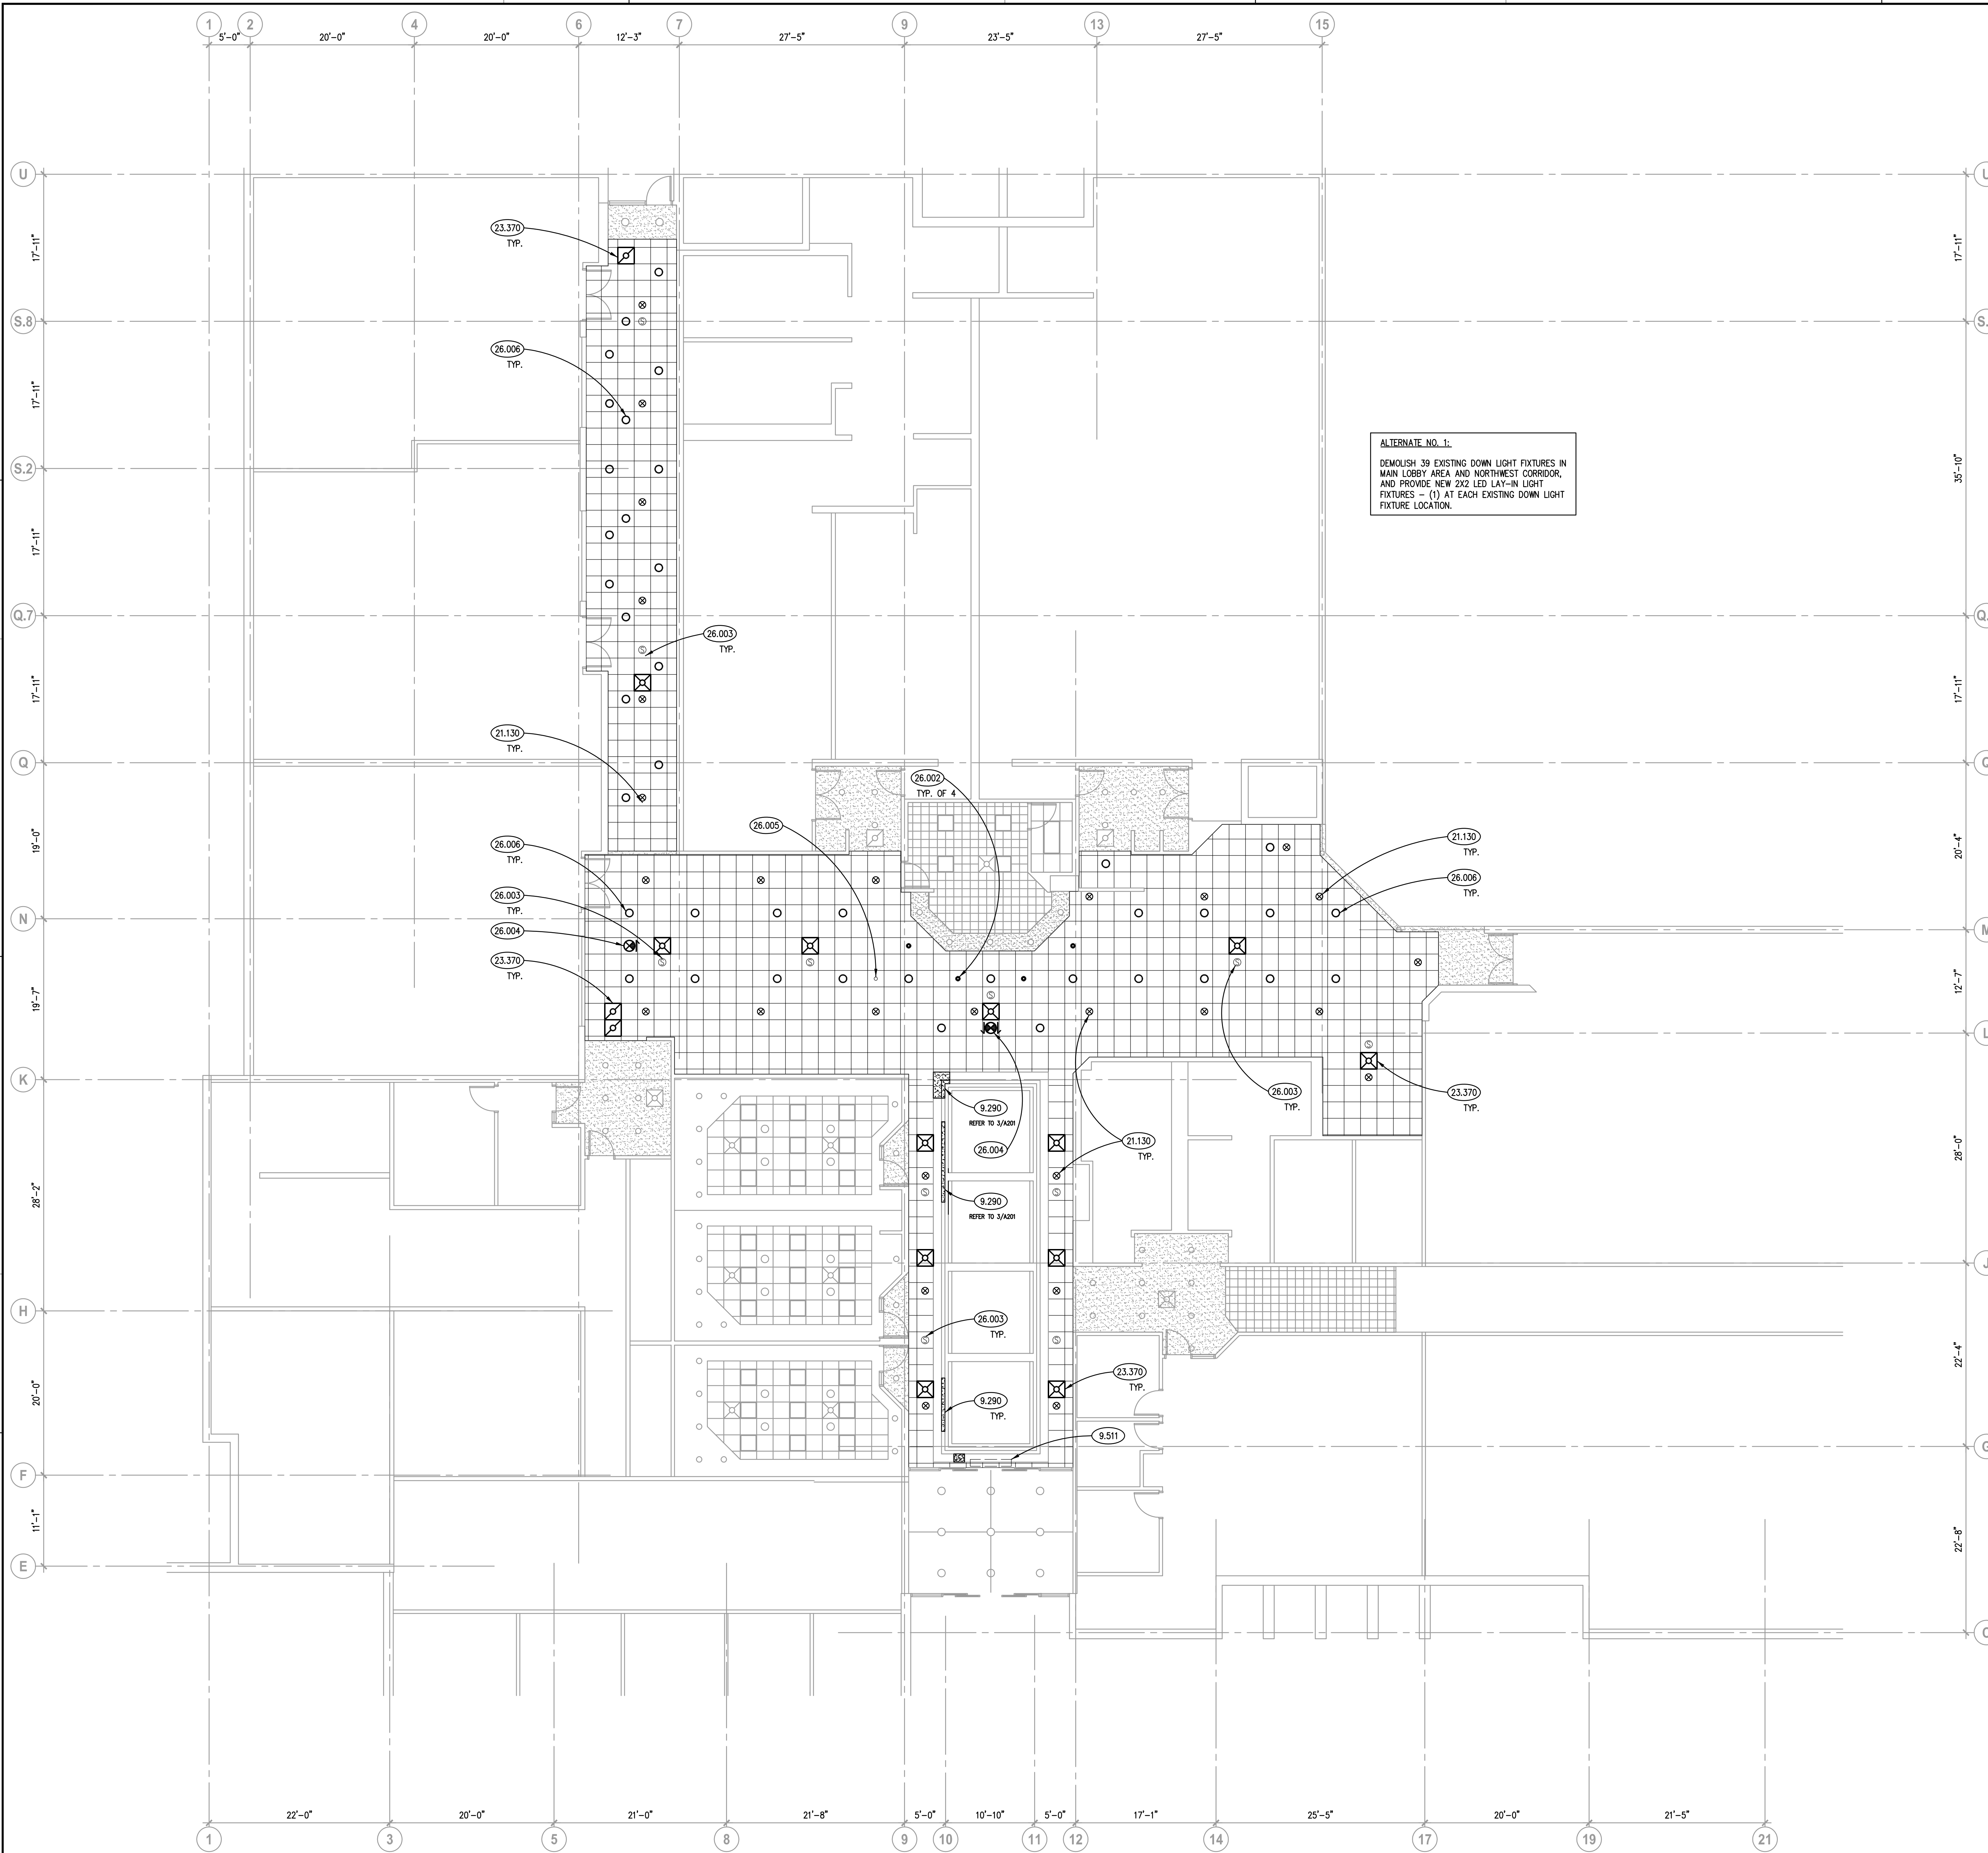 1 2 4 6 7 9 13 15
5'-0" 20'-0" 20'-0" 12'-3" 27'-5" 23'-5" 27'-5"
U
17'-11" 17'-11"
23.370
TYP.
S.8
26.006
TYP.
17'-11"
ALTERNATE NO. 1:
DEMOLISH 39 EXISTING DOWN LIGHT FIXTURES IN
MAIN LOBBY AREA AND NORTHWEST CORRIDOR,
AND PROVIDE NEW 2X2 LED LAY-IN LIGHT
FIXTURES - (1) AT EACH EXISTING DOWN LIGHT
FIXTURE LOCATION.
S.2
35'-10"
17'-11"
Q.7
26.003
TYP.
17'-11" 17'-11"
21.130
TYP.
Q
26.002
TYP. OF 4
26.005
19'-0" 20'-4"
26.006
TYP.
21.130
TYP.
26.003
TYP.
26.006
TYP.
N
26.004
23.370
TYP.
19'-7" 12'-7"
K
26.003
TYP.
23.370
TYP.
9.290
REFER TO 3/A201
26.004
21.130
TYP.
28'-2" 28'-0"
9.290
REFER TO 3/A201
J
H
26.003
TYP.
23.370
TYP.
20'-0" 22'-4"
9.290
TYP.
9.511
F
11'-1" 22'-8"
E
22'-0" 20'-0" 21'-0" 21'-8" 5'-0" 10'-10" 5'-0" 17'-1" 25'-5" 20'-0" 21'-5"
1 3 5 8 9 10 11 12 14 17 19 21